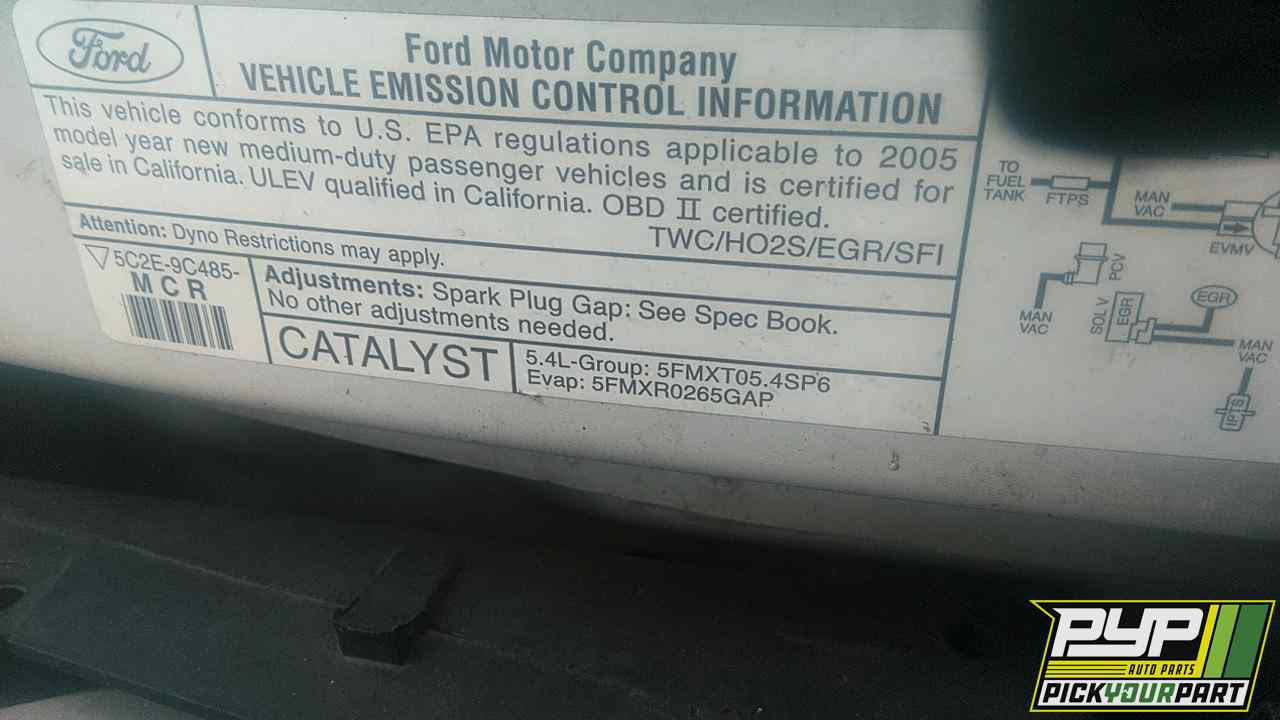 Ford
Ford Motor Company
VEHICLE EMISSION CONTROL INFORMATION
This vehicle conforms to U.S. EPA regulations applicable to 2005
model year new medium-duty passenger vehicles and is certified for
sale in California. ULEV qualified in California. OBD II certified.
TWC/HO2S/EGR/SFI
Attention: Dyno Restrictions may apply.
5C2E-9C485-
M C R
Adjustments: Spark Plug Gap: See Spec Book.
No other adjustments needed.
CATALYST
5.4L-Group: 5FMXT05.4SP6
Evap: 5FMXR0265GAP
TO
FUEL
TANK
FTPS
MAN
VAC
EVMV
PCV
MAN
VAC
EGR
SOL V
EGR
MAN
VAC
IPTS
PYP
AUTO PARTS
PICKYOURPART